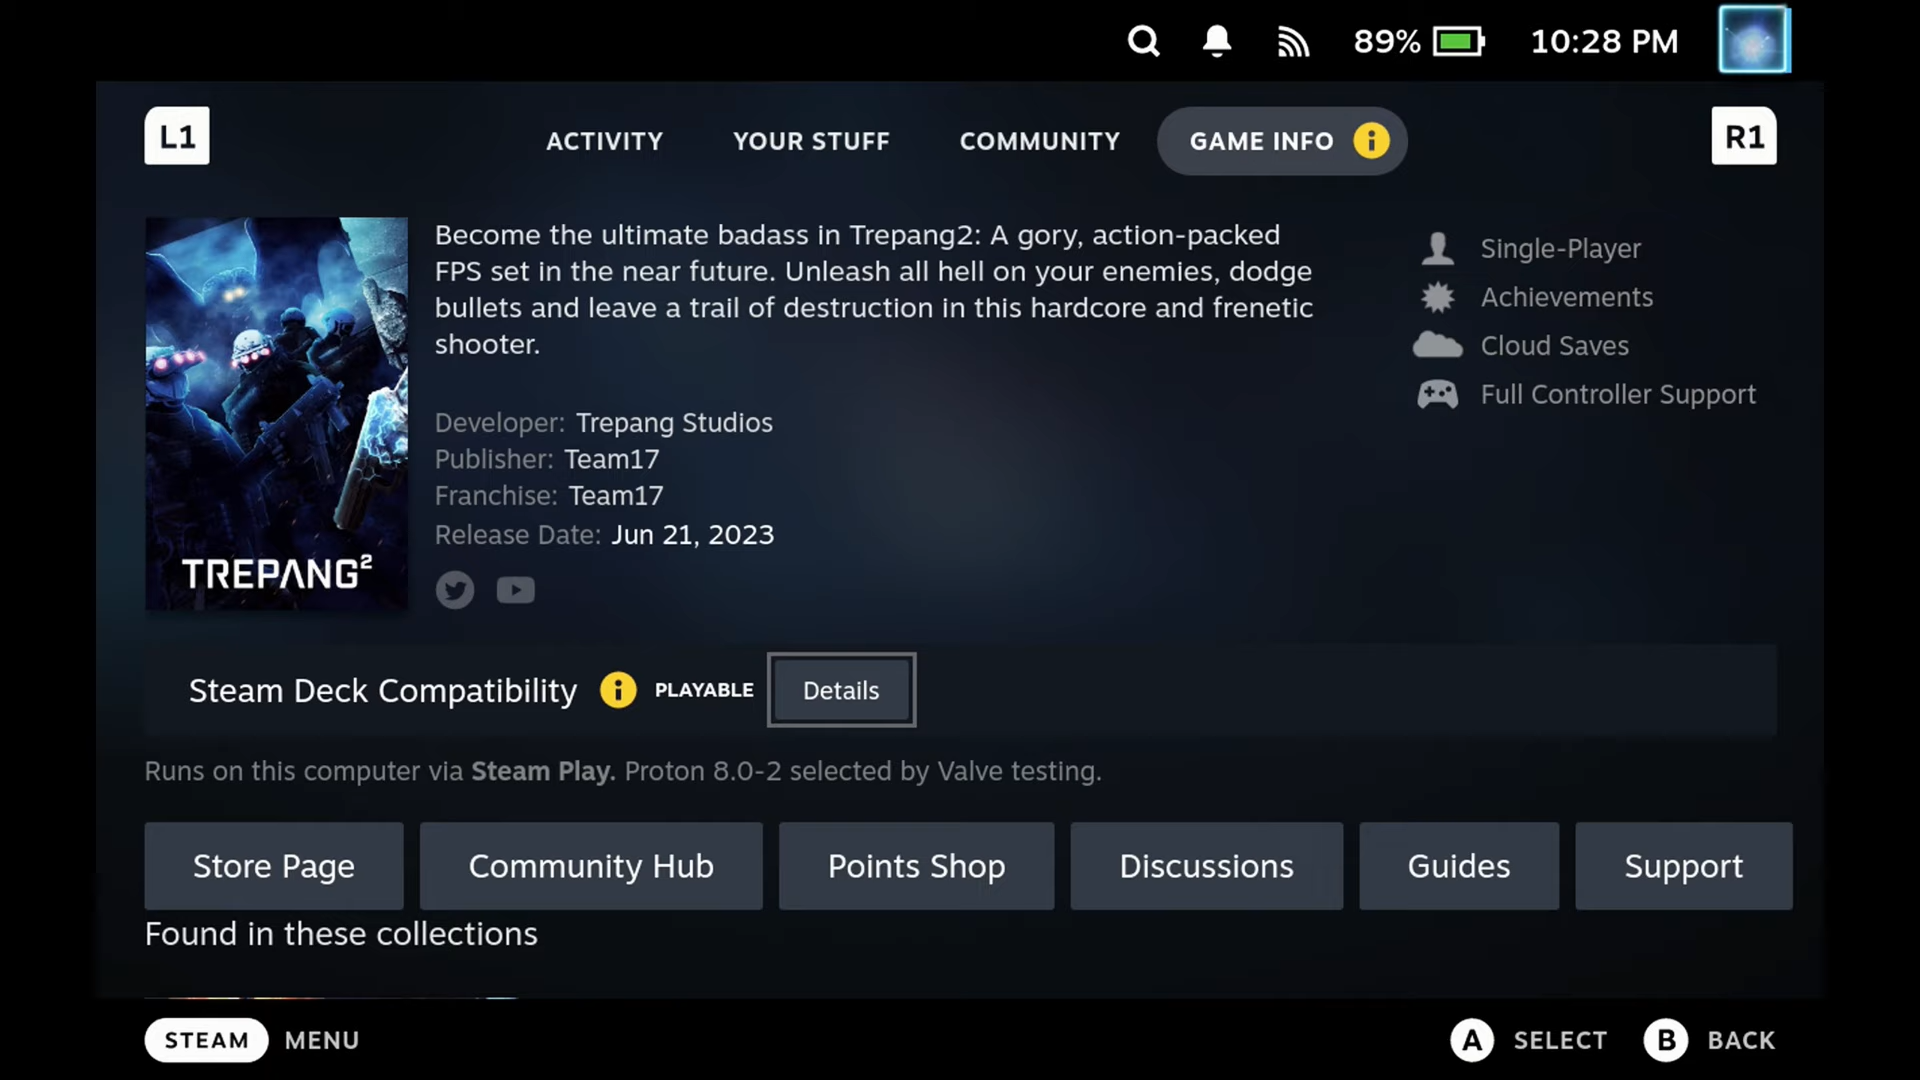 89% 10:28 PM
L1 ACTIVITY YOUR STUFF COMMUNITY GAME INFO R1
Become the ultimate badass in Trepang2: A gory, action-packed
FPS set in the near future. Unleash all hell on your enemies, dodge
bullets and leave a trail of destruction in this hardcore and frenetic
shooter.
Single-Player
Achievements
Cloud Saves
Full Controller Support
Developer: Trepang Studios
Publisher: Team17
Franchise: Team17
Release Date: Jun 21, 2023
TREPANG²
Steam Deck Compatibility PLAYABLE Details
Runs on this computer via Steam Play. Proton 8.0-2 selected by Valve testing.
Store Page Community Hub Points Shop Discussions Guides Support
Found in these collections
STEAM MENU A SELECT B BACK